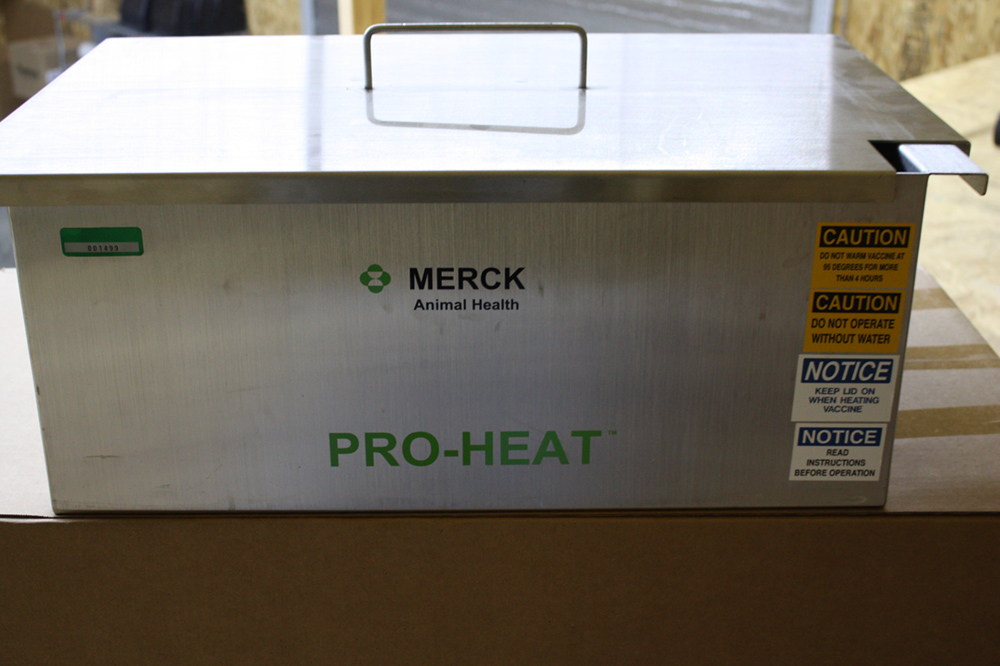 MERCK
Animal Health
PRO-HEAT™
CAUTION
DO NOT WARM VACCINE AT
95 DEGREES FOR MORE
THAN 4 HOURS
CAUTION
DO NOT OPERATE
WITHOUT WATER
NOTICE
KEEP LID ON
WHEN HEATING
VACCINE
NOTICE
READ
INSTRUCTIONS
BEFORE OPERATION